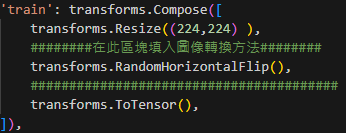 'train': transforms.Compose([
transforms.Resize((224,224) ),
########在此區塊填入圖像轉換方法########
transforms.RandomHorizontalFlip(),
######################################
transforms.ToTensor(),
]),